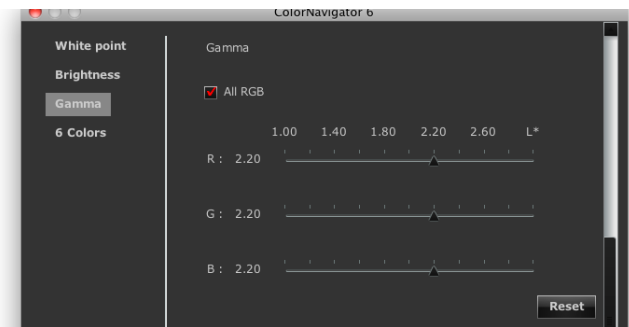 ColorNavigator 6
White point
Brightness
Gamma
6 Colors
Gamma
All RGB
1.00 1.40 1.80 2.20 2.60 L*
R : 2.20
G : 2.20
B : 2.20
Reset